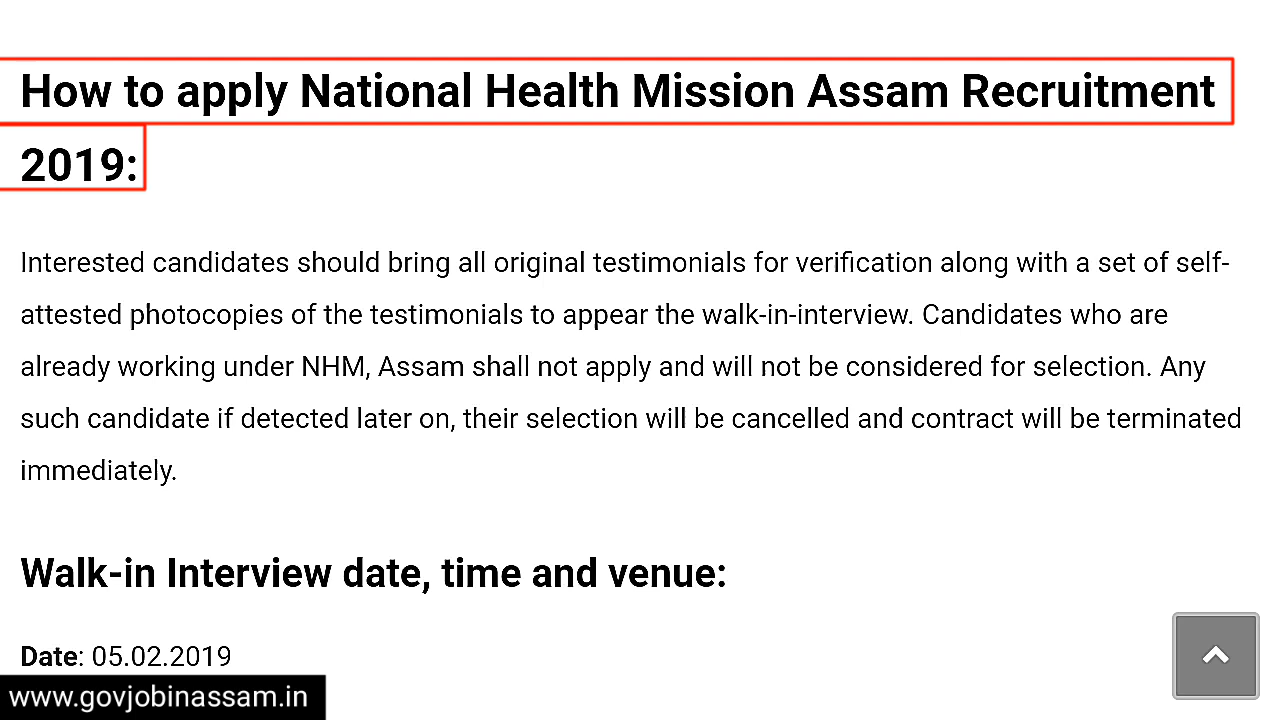 How to apply National Health Mission Assam Recruitment
2019:
Interested candidates should bring all original testimonials for verification along with a set of self-
attested photocopies of the testimonials to appear the walk-in-interview. Candidates who are
already working under NHM, Assam shall not apply and will not be considered for selection. Any
such candidate if detected later on, their selection will be cancelled and contract will be terminated
immediately.
Walk-in Interview date, time and venue:
Date: 05.02.2019
www.govjobinassam.in